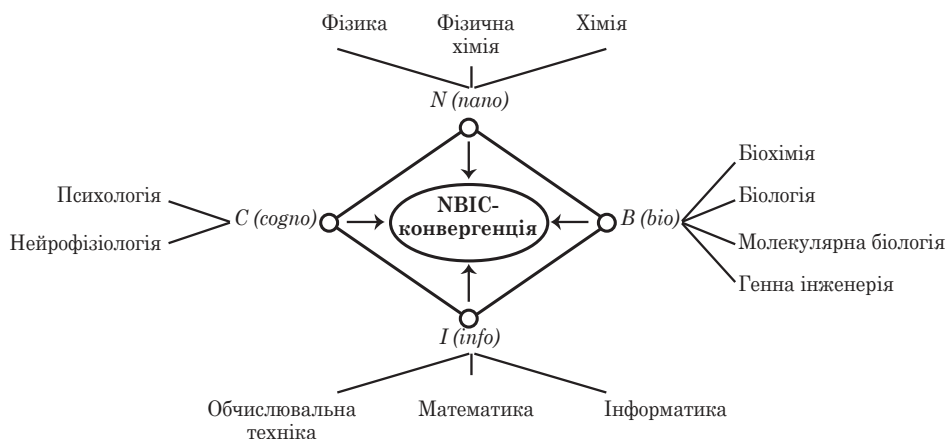 Фізика
Фізична
хімія
Хімія
N (nano)
Психологія
Нейрофізіологія
C (cogno)
NBIC-
конвергенція
B (bio)
Біохімія
Біологія
Молекулярна біологія
Генна інженерія
I (info)
Обчислювальна
техніка
Математика
Інформатика